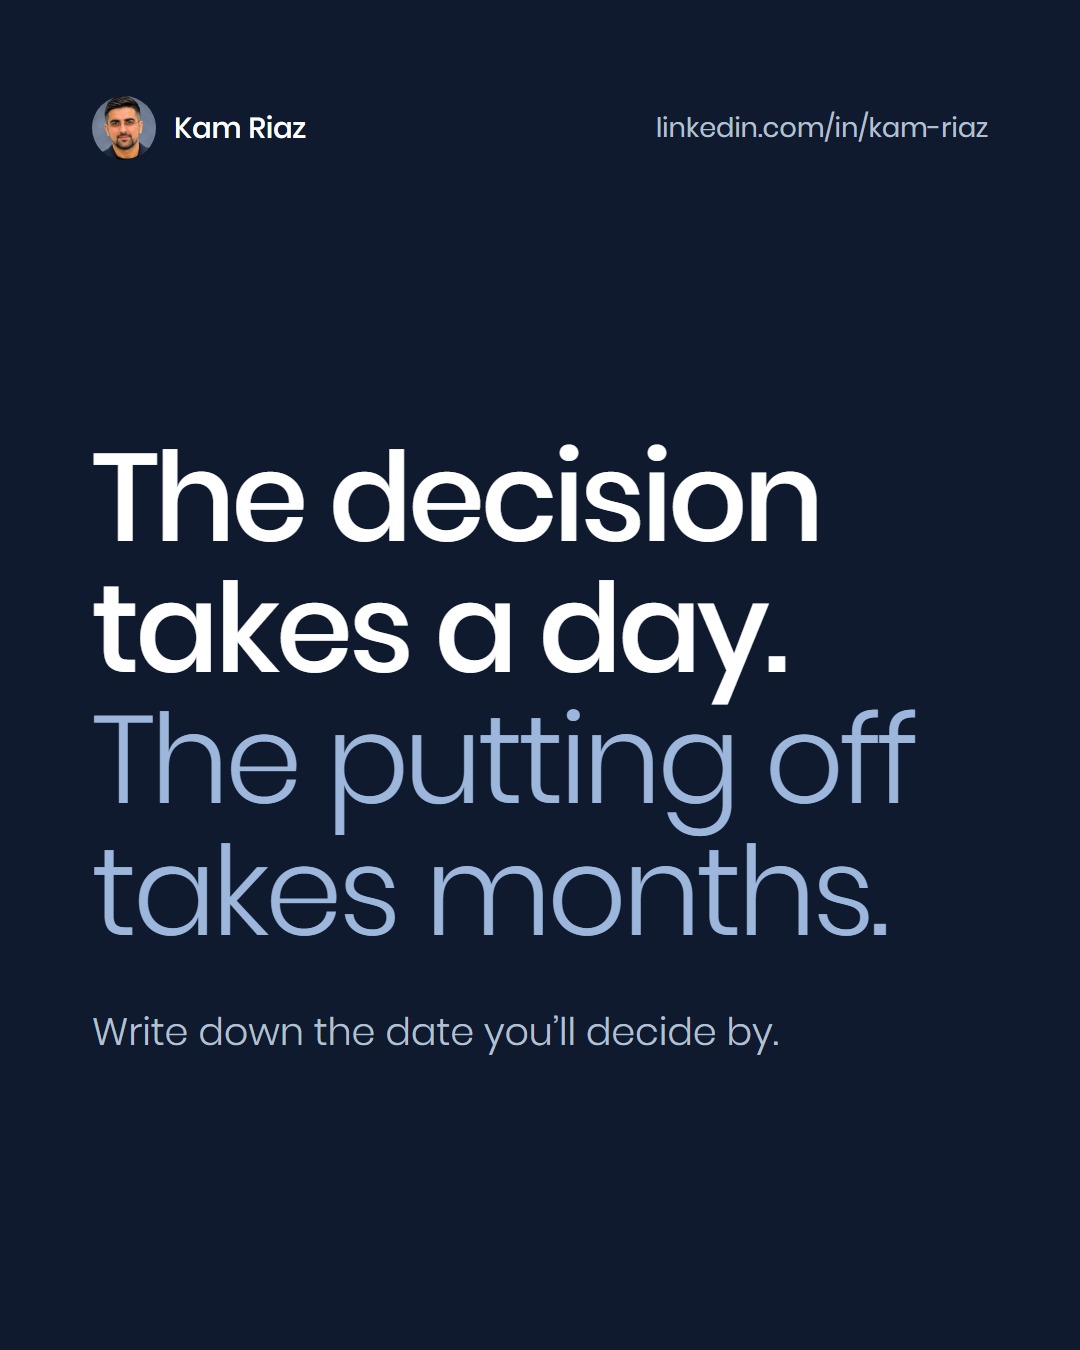 Kam Riaz
linkedin.com/in/kam-riaz
The decision
takes a day.
The putting off
takes months.
Write down the date you’ll decide by.